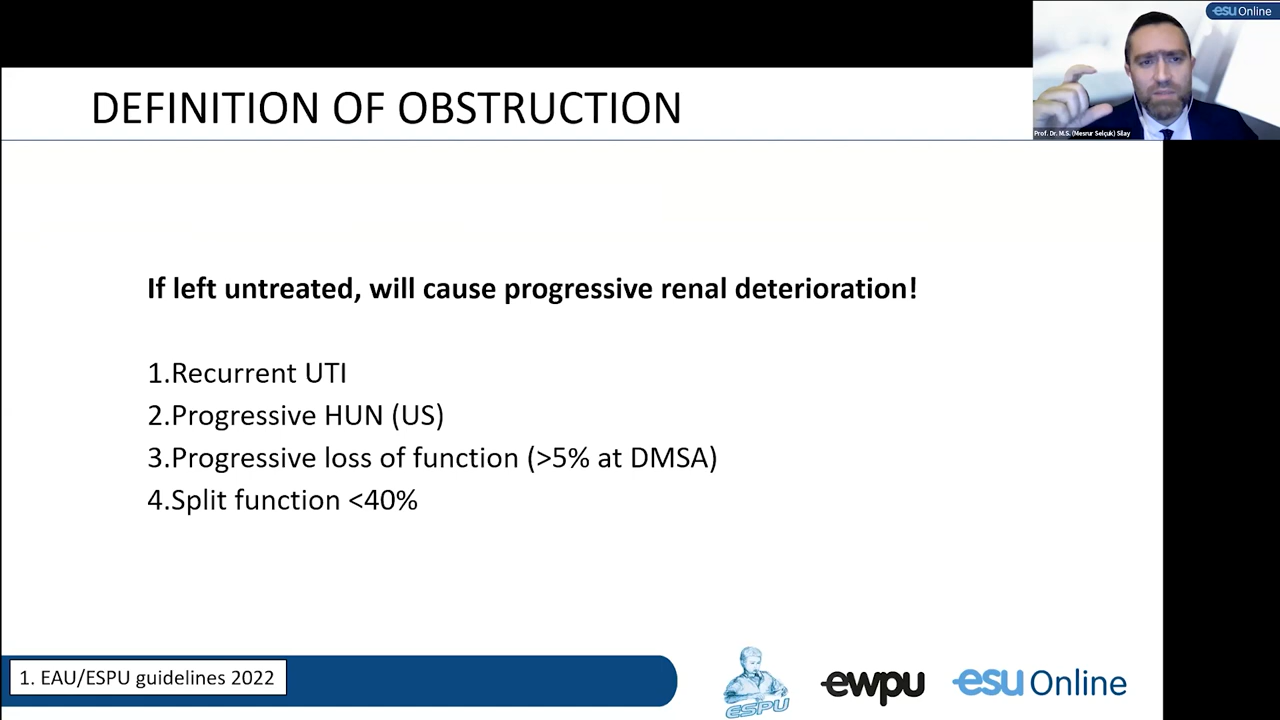 esu Online
DEFINITION OF OBSTRUCTION
Prof. Dr. M.S. (Mesrur Selçuk) Silay
If left untreated, will cause progressive renal deterioration!
1.Recurrent UTI
2.Progressive HUN (US)
3.Progressive loss of function (>5% at DMSA)
4.Split function <40%
1. EAU/ESPU guidelines 2022
ESPU
ewpu
esu Online